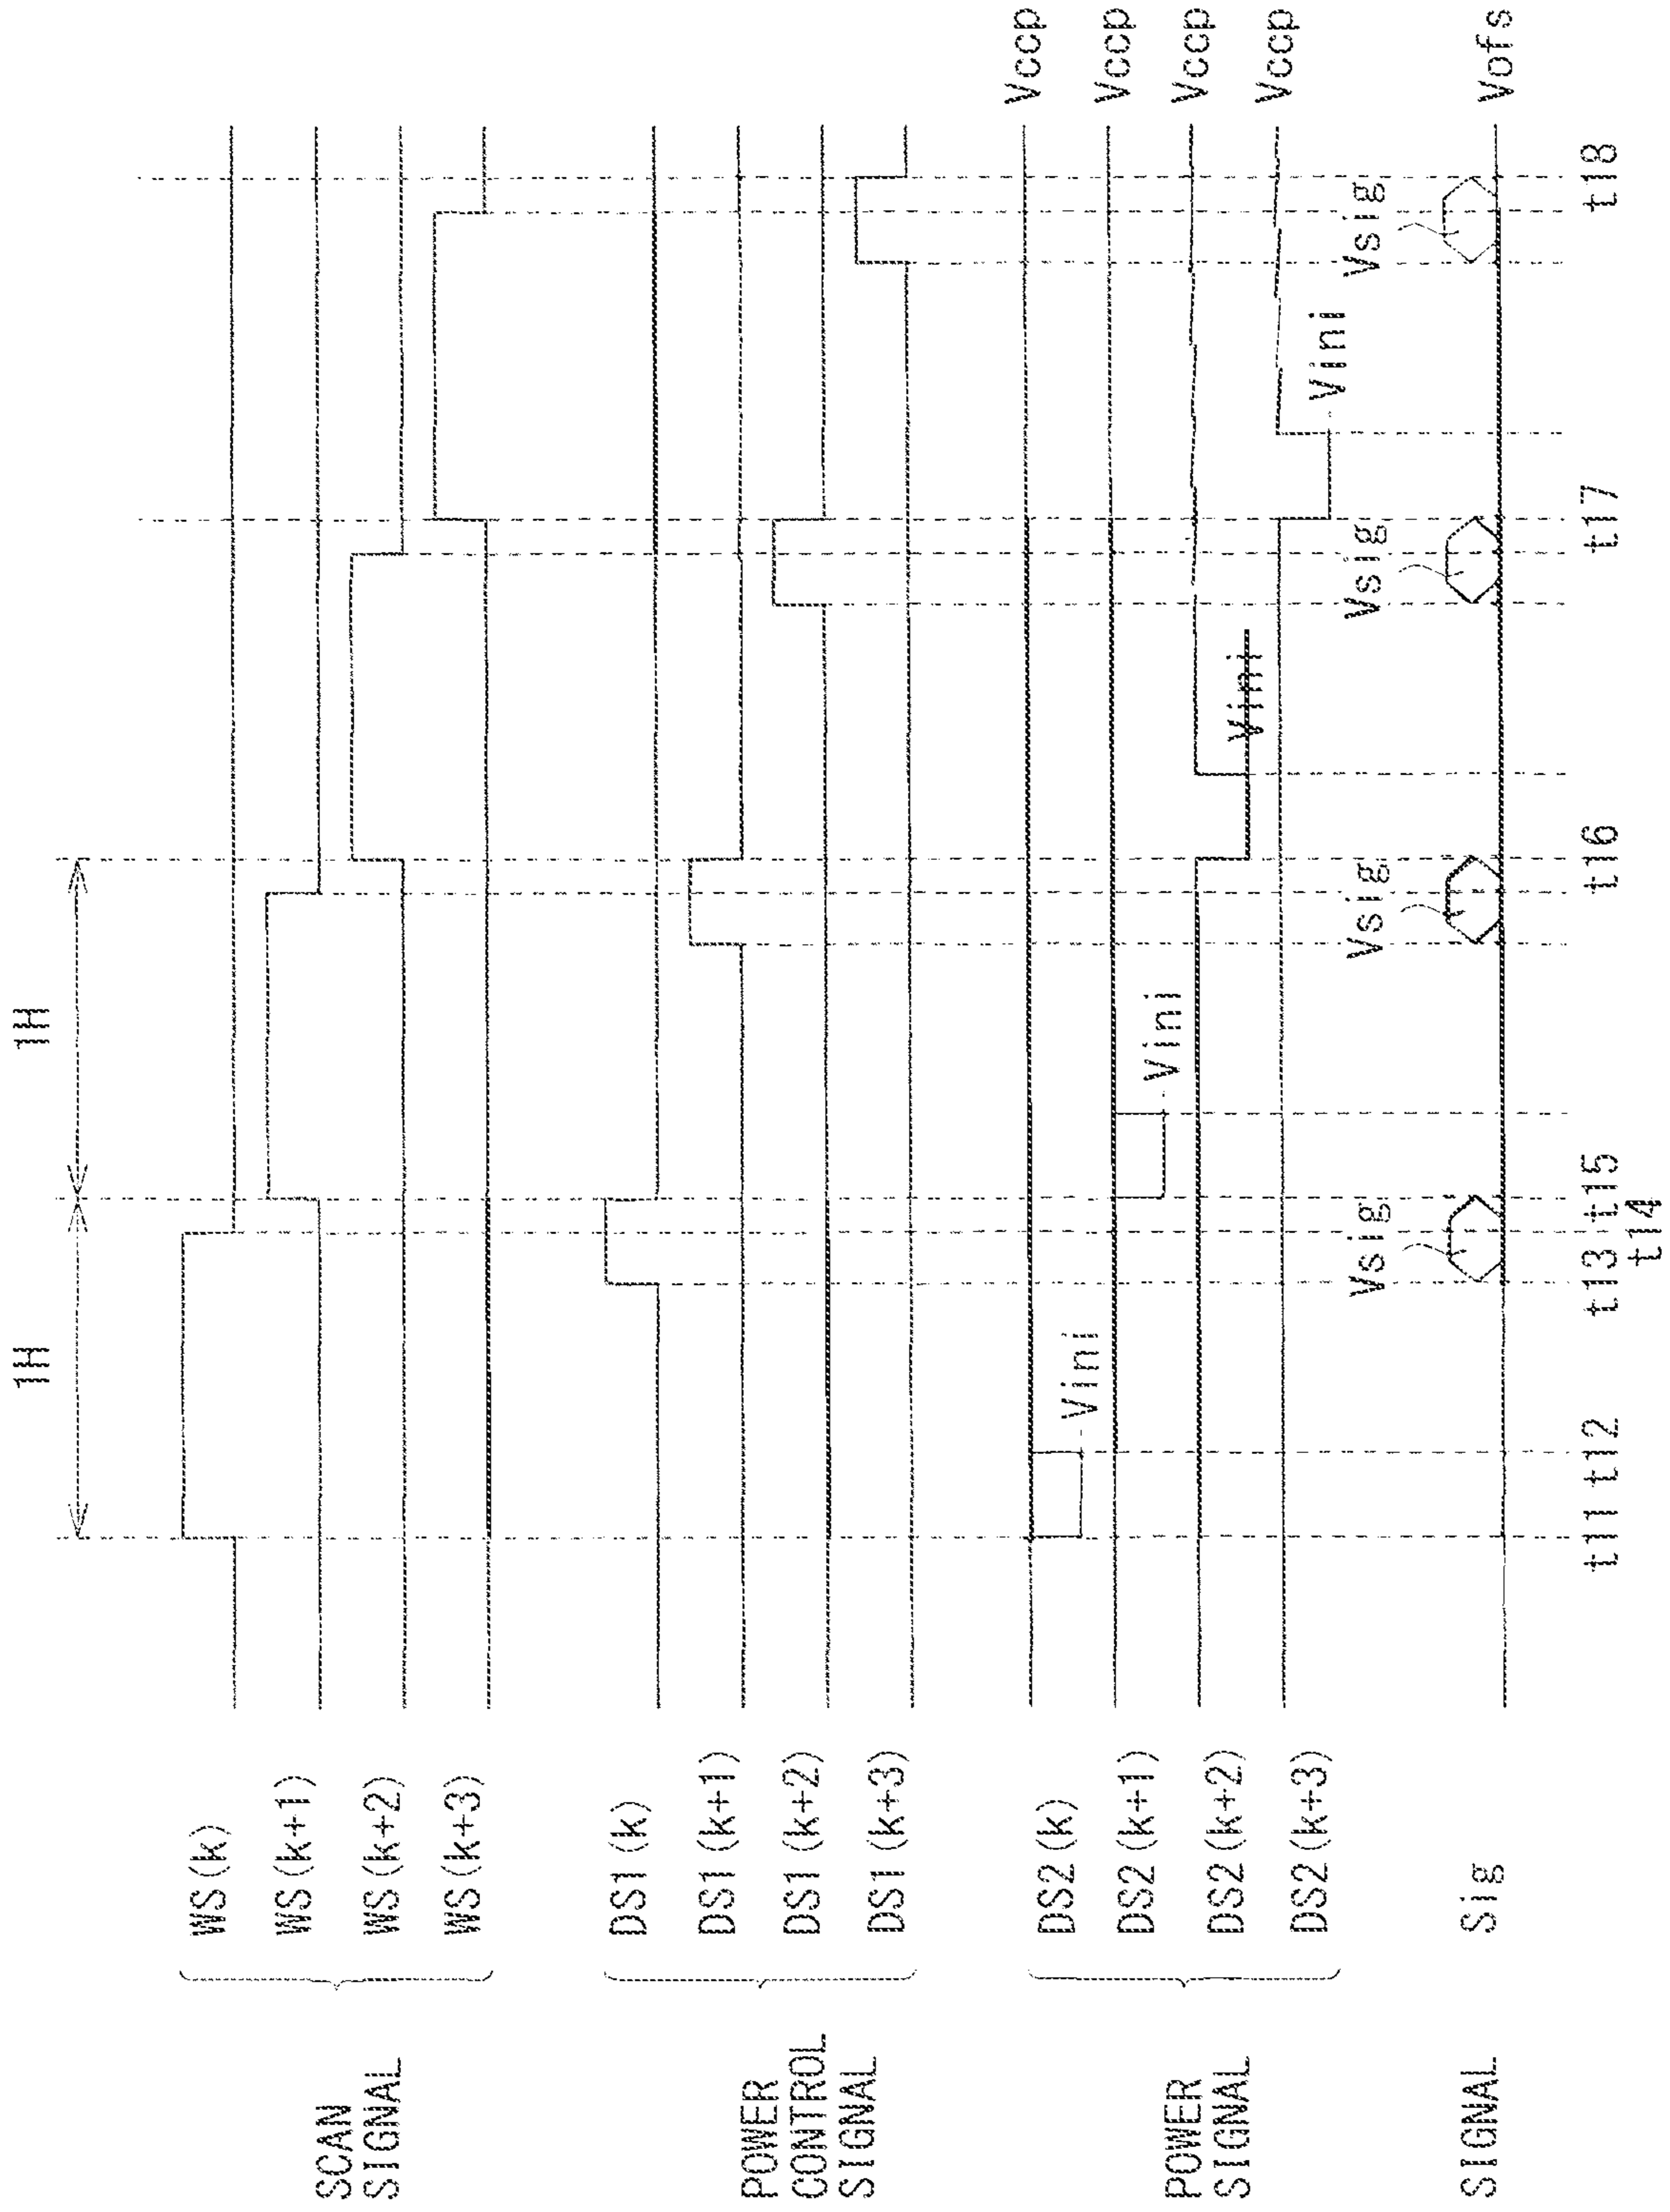 1H
1H
SCAN
SIGNAL
WS(k)
WS(k+1)
WS(k+2)
WS(k+3)
POWER
CONTROL
SIGNAL
DS1(k)
DS1(k+1)
DS1(k+2)
DS1(k+3)
POWER
SIGNAL
DS2(k)
Vini
Vccp
DS2(k+1)
Vini
Vccp
DS2(k+2)
Vini
Vccp
DS2(k+3)
Vini
Vccp
SIGNAL
Sig
Vsig
Vsig
Vsig
Vsig
Vofs
t11 t12 t13 t15 t16 t17 t18
t14